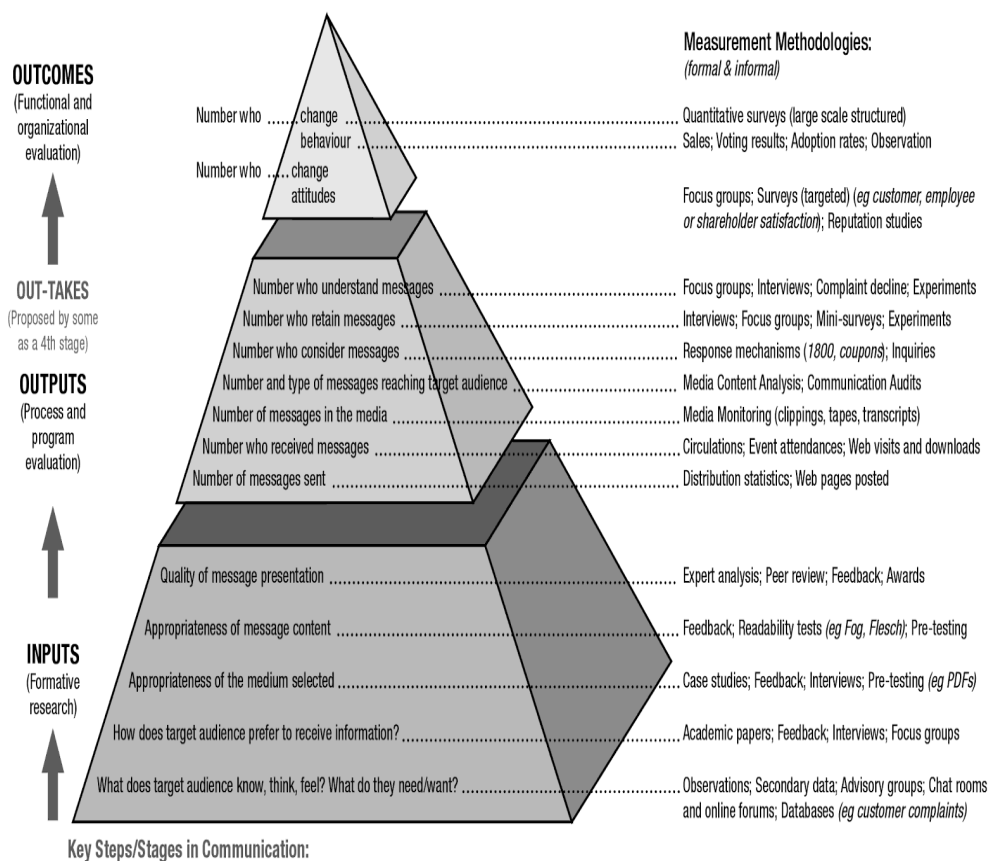 Measurement Methodologies:
(formal & informal)
OUTCOMES
(Functional and
organizational
evaluation)
Number who ..... change
behaviour
Quantitative surveys (large scale structured)
Sales; Voting results; Adoption rates; Observation
Number who ..... change
attitudes
Focus groups; Surveys (targeted) (eg customer, employee
or shareholder satisfaction); Reputation studies
OUT-TAKES
(Proposed by some
as a 4th stage)
Number who understand messages
Focus groups; Interviews; Complaint decline; Experiments
Number who retain messages
Interviews; Focus groups; Mini-surveys; Experiments
Number who consider messages
Response mechanisms (1800, coupons); Inquiries
OUTPUTS
(Process and
program
evaluation)
Number and type of messages reaching target audience
Media Content Analysis; Communication Audits
Number of messages in the media
Media Monitoring (clippings, tapes, transcripts)
Number who received messages
Circulations; Event attendances; Web visits and downloads
Number of messages sent
Distribution statistics; Web pages posted
INPUTS
(Formative
research)
Quality of message presentation
Expert analysis; Peer review; Feedback; Awards
Appropriateness of message content
Feedback; Readability tests (eg Fog, Flesch); Pre-testing
Appropriateness of the medium selected
Case studies; Feedback; Interviews; Pre-testing (eg PDFs)
How does target audience prefer to receive information?
Academic papers; Feedback; Interviews; Focus groups
What does target audience know, think, feel? What do they need/want?
Observations; Secondary data; Advisory groups; Chat rooms
and online forums; Databases (eg customer complaints)
Key Steps/Stages in Communication: